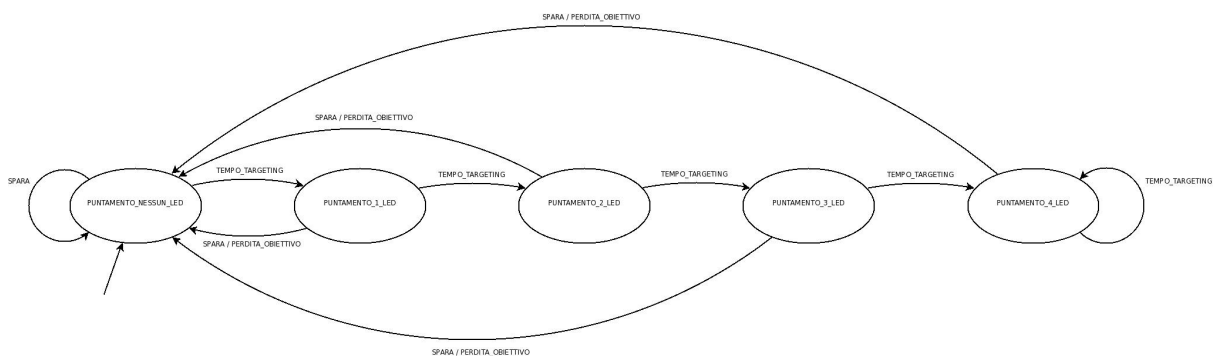 SPARA / PERDITA_OBIETTIVO
SPARA / PERDITA_OBIETTIVO
TEMPO_TARGETING
TEMPO_TARGETING
TEMPO_TARGETING
TEMPO_TARGETING
SPARA
TEMPO_TARGETING
PUNTAMENTO_NESSUN_LED
PUNTAMENTO_1_LED
PUNTAMENTO_2_LED
PUNTAMENTO_3_LED
PUNTAMENTO_4_LED
SPARA / PERDITA_OBIETTIVO
SPARA / PERDITA_OBIETTIVO